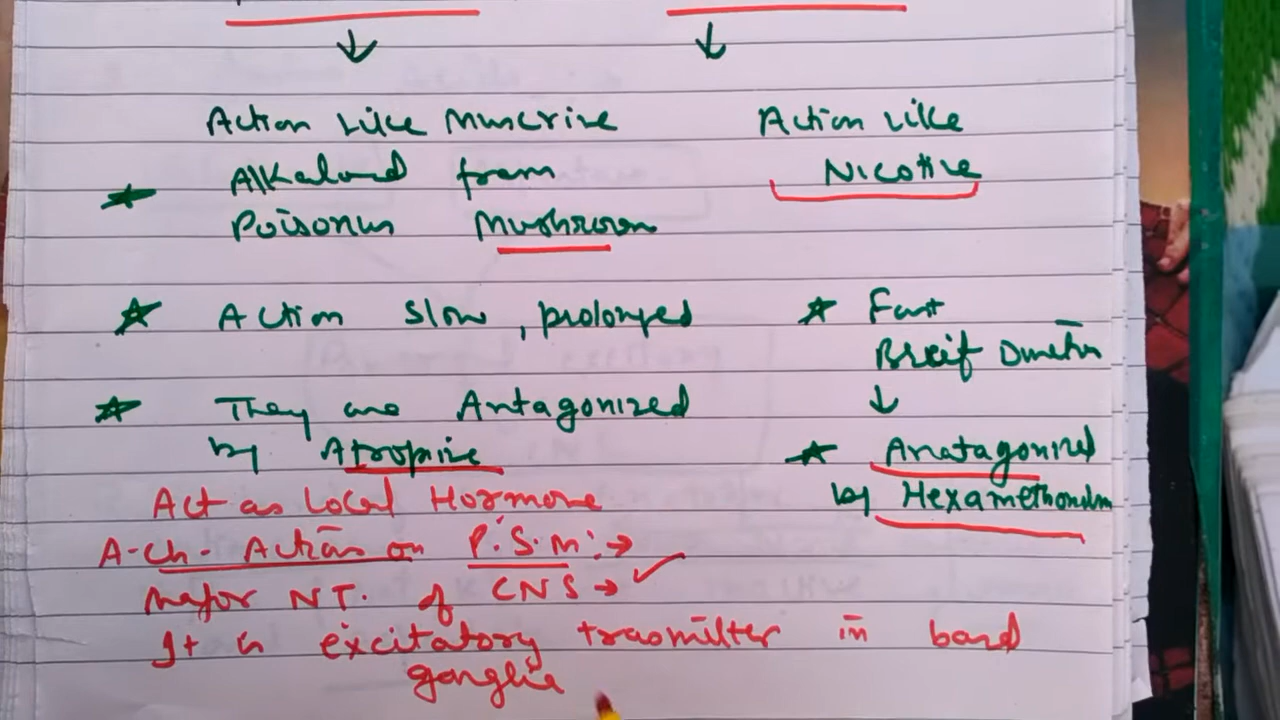 Action Like Muscrine
Alkaloid from
Poisonus Mushroom
Action Like
Nicotine
Action slow, prolonged
Fast
Breif Duration
They are Antagonized
by Atropine
Anatagonized
by Hexamethonium
Act as Local Hormone
A-ch. Action on P.S.M:→
Major NT. of CNS →
It is excitatory trasmitter in basal
ganglia